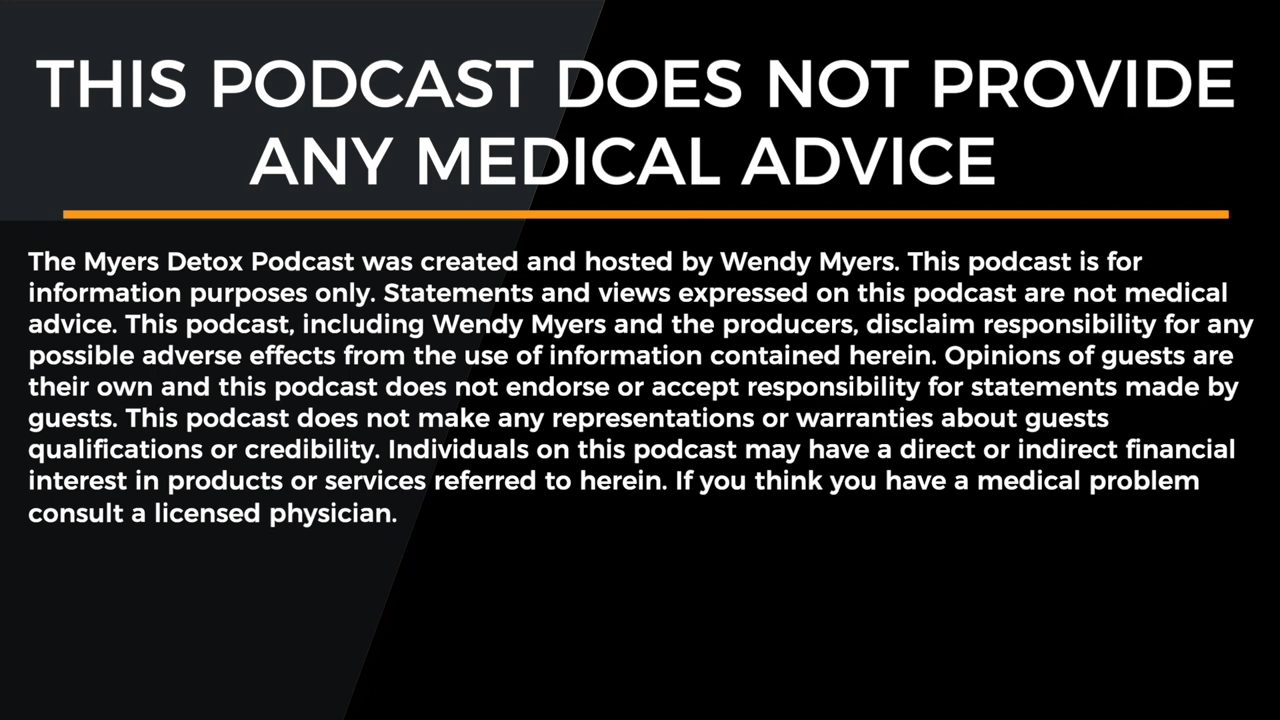 THIS PODCAST DOES NOT PROVIDE
ANY MEDICAL ADVICE
The Myers Detox Podcast was created and hosted by Wendy Myers. This podcast is for
information purposes only. Statements and views expressed on this podcast are not medical
advice. This podcast, including Wendy Myers and the producers, disclaim responsibility for any
possible adverse effects from the use of information contained herein. Opinions of guests are
their own and this podcast does not endorse or accept responsibility for statements made by
guests. This podcast does not make any representations or warranties about guests
qualifications or credibility. Individuals on this podcast may have a direct or indirect financial
interest in products or services referred to herein. If you think you have a medical problem
consult a licensed physician.